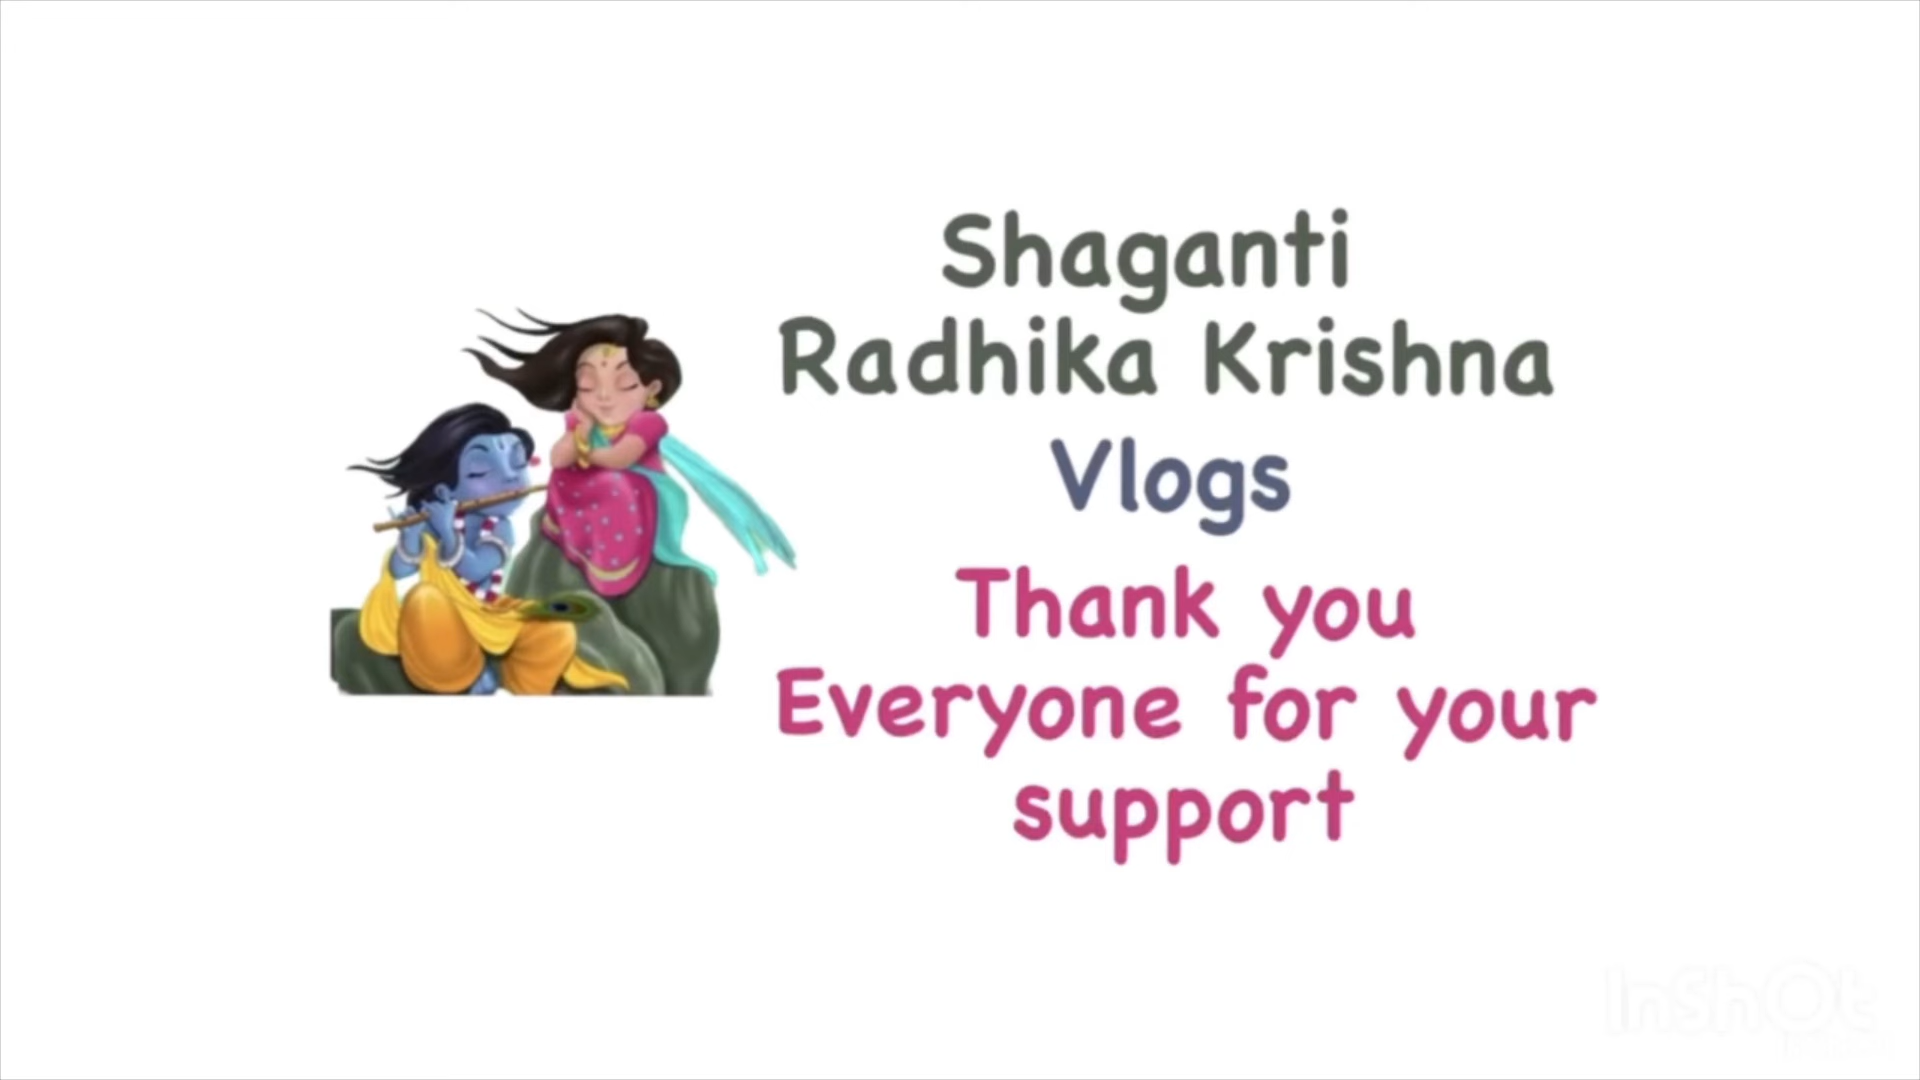 Shaganti
Radhika Krishna
Vlogs
Thank you
Everyone for your
support
InShOt